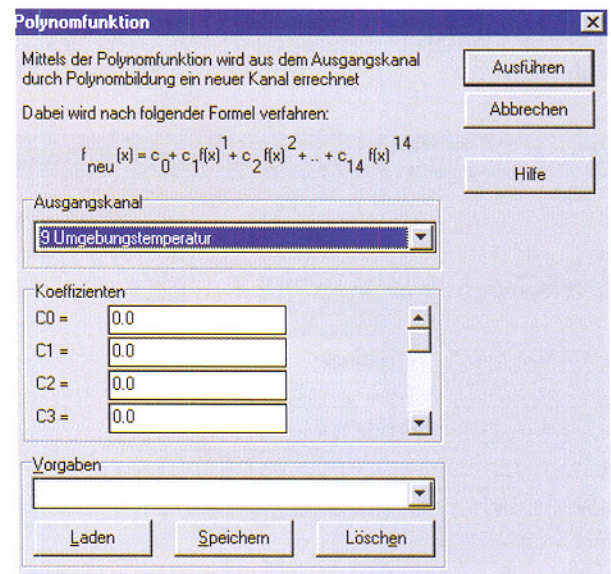 Polynomfunktion
Mittels der Polynomfunktion wird aus dem Ausgangskanal
durch Polynombildung ein neuer Kanal errechnet
Dabei wird nach folgender Formel verfahren:
f_neu(x) = c_0 + c_1 f(x)^1 + c_2 f(x)^2 + .. + c_14 f(x)^14
Ausführen
Abbrechen
Hilfe
Ausgangskanal
9 Umgebungstemperatur
Koeffizienten
C0 = 0.0
C1 = 0.0
C2 = 0.0
C3 = 0.0
Vorgaben
Laden Speichern Löschen